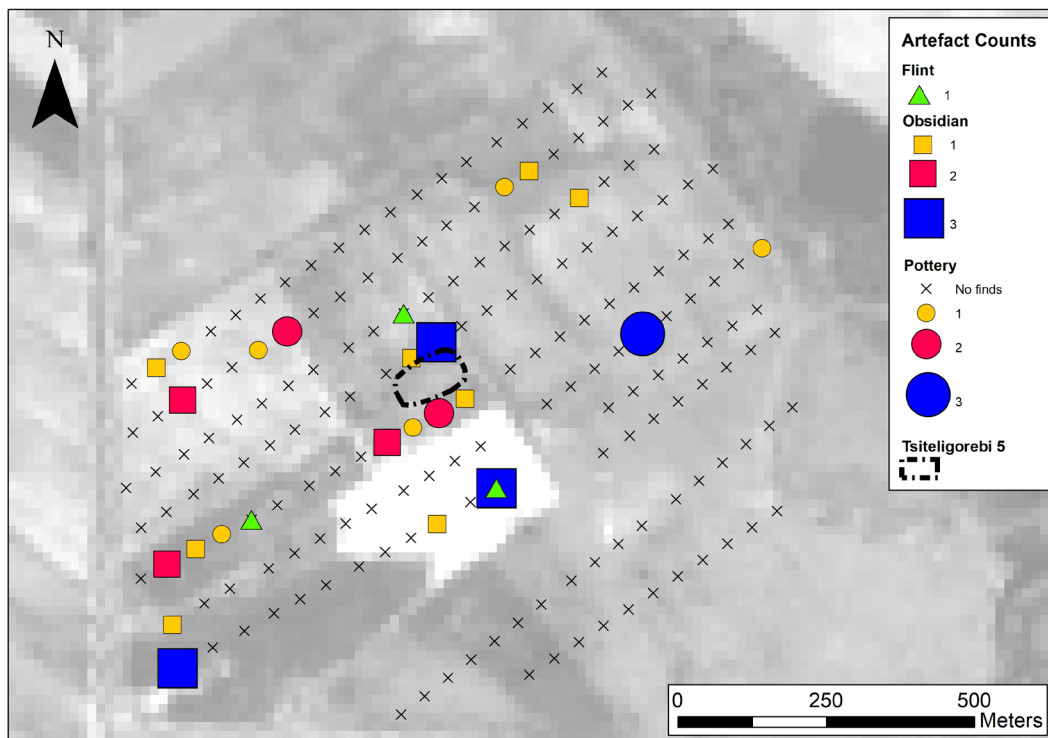 N
Artefact Counts
Flint
1
Obsidian
1
2
3
Pottery
No finds
1
2
3
Tsiteligorebi 5
0 250 500
Meters